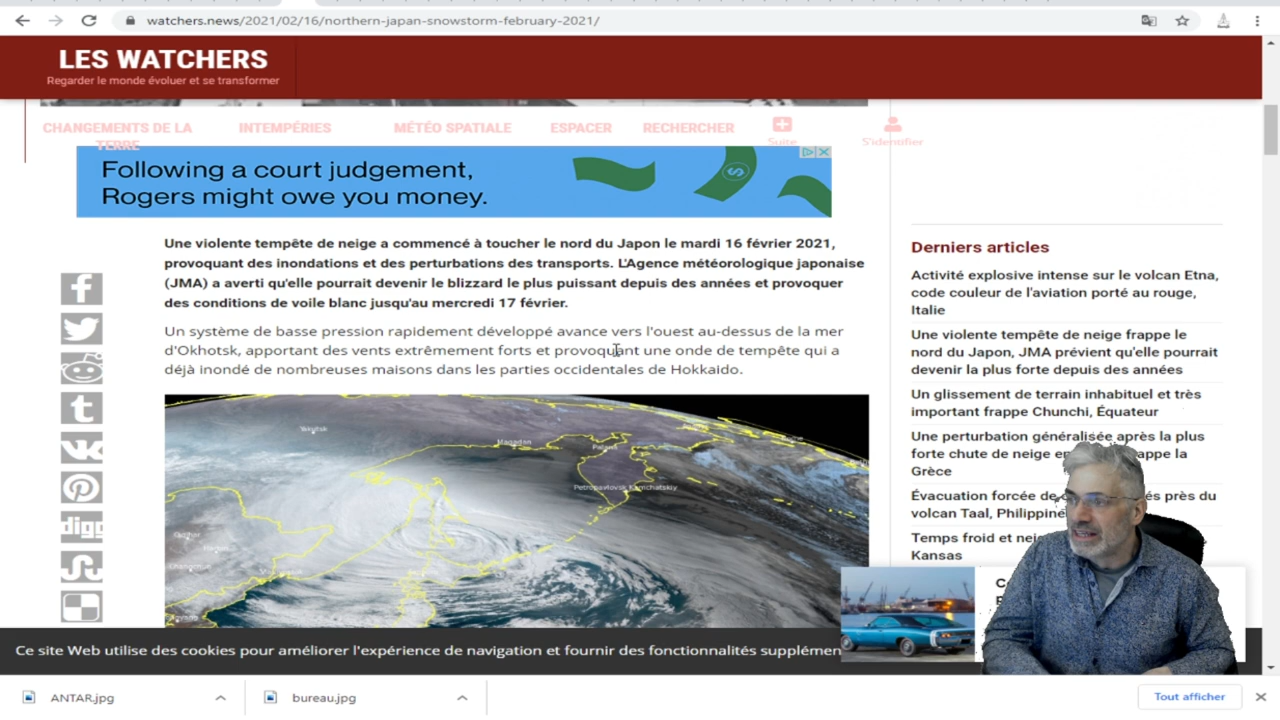 watchers.news/2021/02/16/northern-japan-snowstorm-february-2021/
LES WATCHERS
Regarder le monde évoluer et se transformer
CHANGEMENTS DE LA TERRE
INTEMPÉRIES
MÉTÉO SPATIALE
ESPACER
RECHERCHER
Suite
S'identifier
Following a court judgement,
Rogers might owe you money.
Une violente tempête de neige a commencé à toucher le nord du Japon le mardi 16 février 2021,
provoquant des inondations et des perturbations des transports. L'Agence météorologique japonaise
(JMA) a averti qu'elle pourrait devenir le blizzard le plus puissant depuis des années et provoquer
des conditions de voile blanc jusqu'au mercredi 17 février.
Un système de basse pression rapidement développé avance vers l'ouest au-dessus de la mer
d'Okhotsk, apportant des vents extrêmement forts et provoquant une onde de tempête qui a
déjà inondé de nombreuses maisons dans les parties occidentales de Hokkaido.
Yakutsk
Magadan
Petropavlovsk Kamchatskiy
digg
Derniers articles
Activité explosive intense sur le volcan Etna,
code couleur de l'aviation porté au rouge,
Italie
Une violente tempête de neige frappe le
nord du Japon, JMA prévient qu'elle pourrait
devenir la plus forte depuis des années
Un glissement de terrain inhabituel et très
important frappe Chunchi, Équateur
Une perturbation généralisée après la plus
forte chute de neige en frappe la
Grèce
Évacuation forcée de és près du
volcan Taal, Philippine
Temps froid et nei
Kansas
Ce site Web utilise des cookies pour améliorer l'expérience de navigation et fournir des fonctionnalités supplémen
ANTAR.jpg
bureau.jpg
Tout afficher